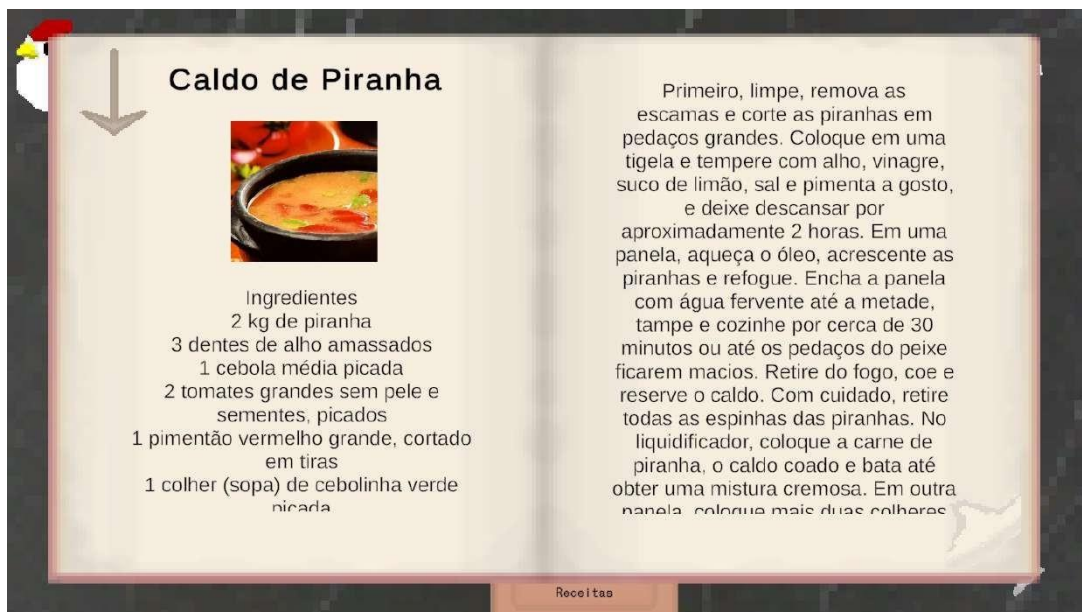 Caldo de Piranha
Ingredientes
2 kg de piranha
3 dentes de alho amassados
1 cebola média picada
2 tomates grandes sem pele e
sementes, picados
1 pimentão vermelho grande, cortado
em tiras
1 colher (sopa) de cebolinha verde
picada
Primeiro, limpe, remova as
escamas e corte as piranhas em
pedaços grandes. Coloque em uma
tigela e tempere com alho, vinagre,
suco de limão, sal e pimenta a gosto,
e deixe descansar por
aproximadamente 2 horas. Em uma
panela, aqueça o óleo, acrescente as
piranhas e refogue. Encha a panela
com água fervente até a metade,
tampe e cozinhe por cerca de 30
minutos ou até os pedaços do peixe
ficarem macios. Retire do fogo, coe e
reserve o caldo. Com cuidado, retire
todas as espinhas das piranhas. No
liquidificador, coloque a carne de
piranha, o caldo coado e bata até
obter uma mistura cremosa. Em outra
panela, coloque mais duas colheres
Receitas